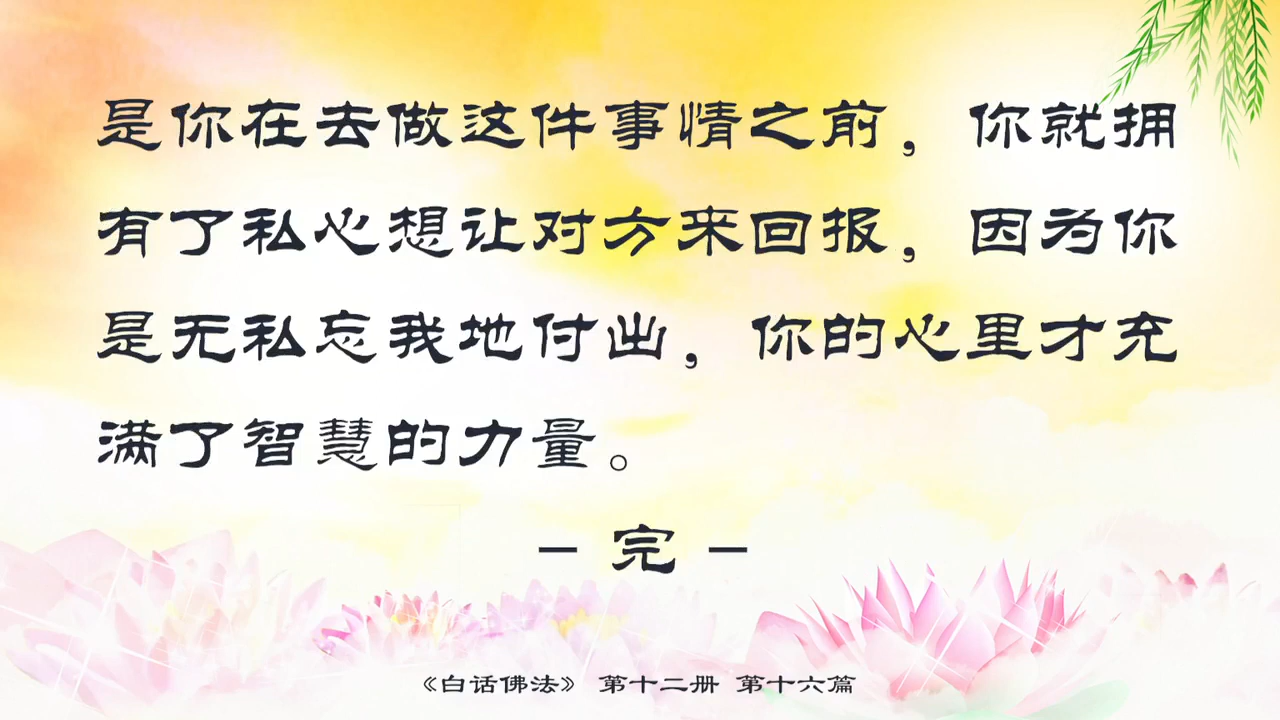 是你在去做这件事情之前，你就拥
有了私心想让对方来回报，因为你
是无私忘我地付出，你的心里才充
满了智慧的力量。
– 完 –
《白话佛法》 第十二册 第十六篇